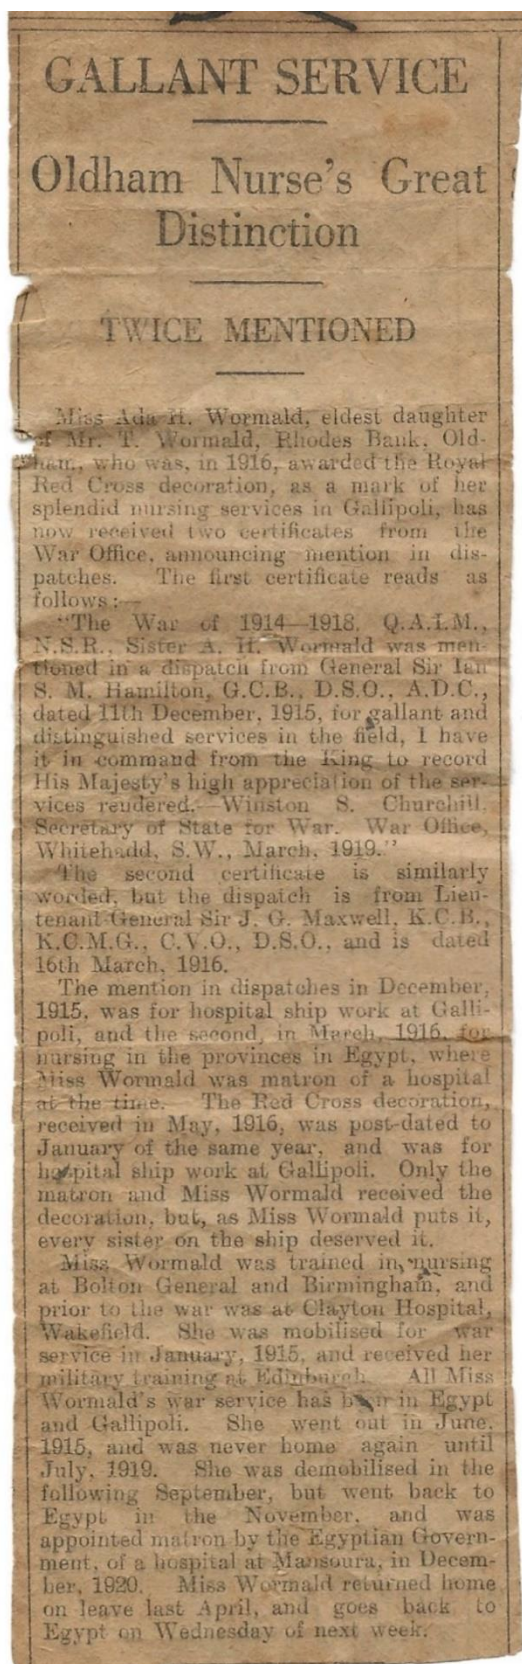 GALLANT SERVICE
Oldham Nurse's Great
Distinction
TWICE MENTIONED
Miss Ada H. Wormald, eldest daughter
of Mr. T. Wormald, Rhodes Bank, Old-
ham, who was, in 1916, awarded the Royal
Red Cross decoration, as a mark of her
splendid nursing services in Gallipoli, has
now received two certificates from the
War Office, announcing mention in dis-
patches. The first certificate reads as
follows:—
"The War of 1914—1918. Q.A.I.M.,
N.S.R., Sister A. H. Wormald was men-
tioned in a dispatch from General Sir Ian
S. M. Hamilton, G.C.B., D.S.O., A.D.C.,
dated 11th December, 1915, for gallant and
distinguished services in the field, I have
it in command from the King to record
His Majesty's high appreciation of the ser-
vices rendered.—Winston S. Churchill,
Secretary of State for War. War Office,
Whitehadd, S.W., March, 1919."
The second certificate is similarly
worded, but the dispatch is from Lieu-
tenant-General Sir J. G. Maxwell, K.C.B.,
K.C.M.G., C.V.O., D.S.O., and is dated
16th March, 1916.
The mention in dispatches in December,
1915, was for hospital ship work at Galli-
poli, and the second, in March, 1916, for
nursing in the provinces in Egypt, where
Miss Wormald was matron of a hospital
at the time. The Red Cross decoration,
received in May, 1916, was post-dated to
January of the same year, and was for
hospital ship work at Gallipoli. Only the
matron and Miss Wormald received the
decoration, but, as Miss Wormald puts it,
every sister on the ship deserved it.
Miss Wormald was trained in nursing
at Bolton General and Birmingham, and
prior to the war was at Clayton Hospital,
Wakefield. She was mobilised for war
service in January, 1915, and received her
military training at Edinburgh. All Miss
Wormald's war service has been in Egypt
and Gallipoli. She went out in June,
1915, and was never home again until
July, 1919. She was demobilised in the
following September, but went back to
Egypt in the November, and was
appointed matron by the Egyptian Govern-
ment, of a hospital at Mansoura, in Decem-
ber, 1920. Miss Wormald returned home
on leave last April, and goes back to
Egypt on Wednesday of next week.